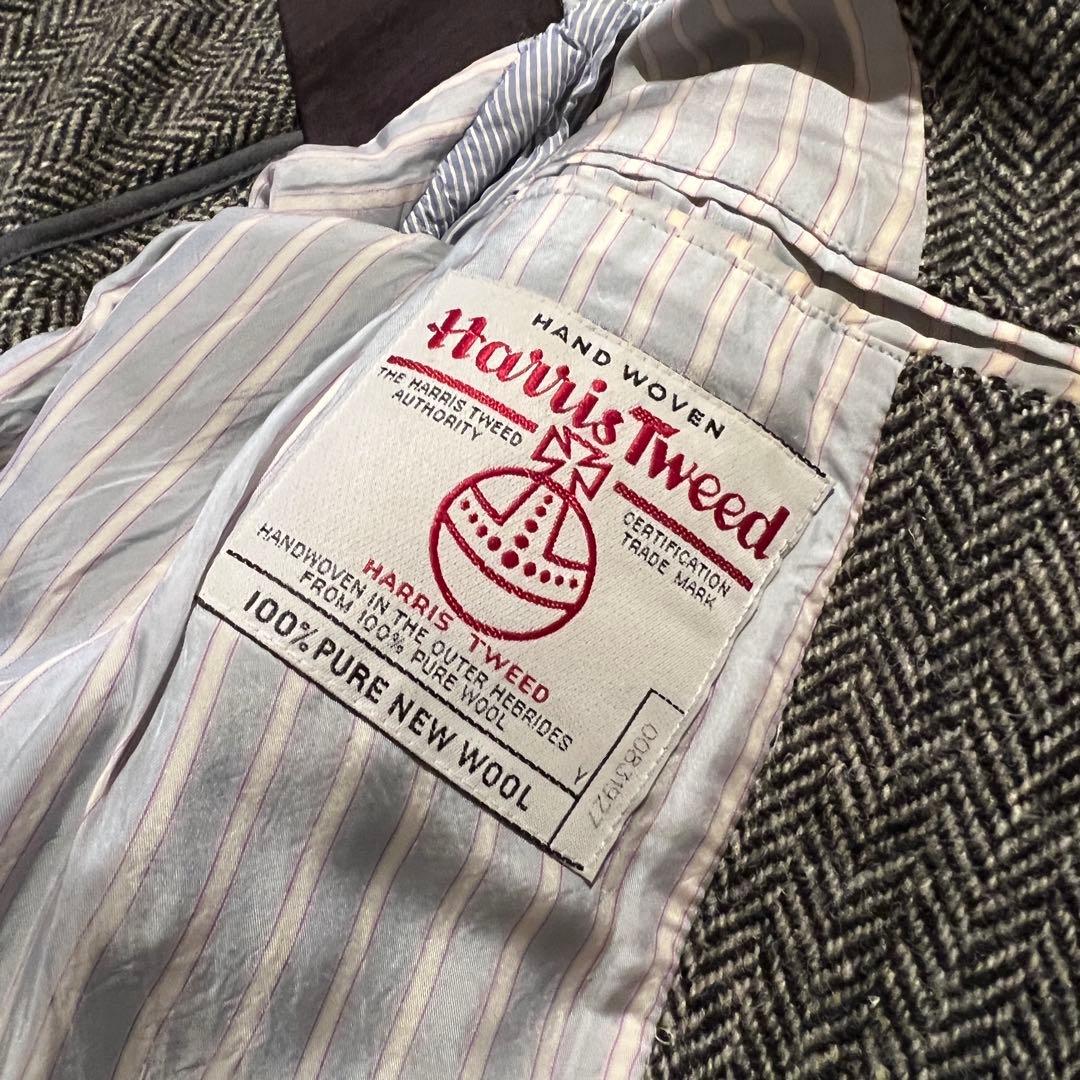 HAND WOVEN
Harris Tweed
THE HARRIS TWEED
AUTHORITY
CERTIFICATION
TRADE MARK
HARRIS TWEED
HANDWOVEN IN THE OUTER HEBRIDES
FROM 100% PURE WOOL
100% PURE NEW WOOL
Y
00831927